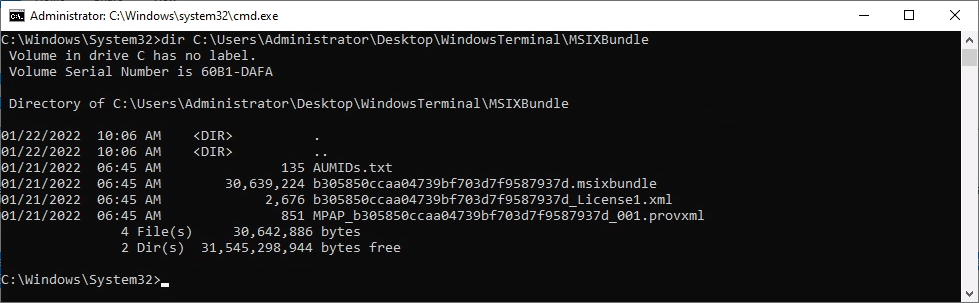 Administrator: C:\Windows\system32\cmd.exe
C:\Windows\System32>dir C:\Users\Administrator\Desktop\WindowsTerminal\MSIXBundle
Volume in drive C has no label.
Volume Serial Number is 60B1-DAFA
Directory of C:\Users\Administrator\Desktop\WindowsTerminal\MSIXBundle
01/22/2022  10:06 AM    <DIR>          .
01/22/2022  10:06 AM    <DIR>          ..
01/21/2022  06:45 AM               135 AUMIDs.txt
01/21/2022  06:45 AM        30,639,224 b305850ccaa04739bf703d7f9587937d.msixbundle
01/21/2022  06:45 AM             2,676 b305850ccaa04739bf703d7f9587937d_License1.xml
01/21/2022  06:45 AM               851 MPAP_b305850ccaa04739bf703d7f9587937d_001.provxml
4 File(s)     30,642,886 bytes
2 Dir(s)  31,545,298,944 bytes free
C:\Windows\System32>